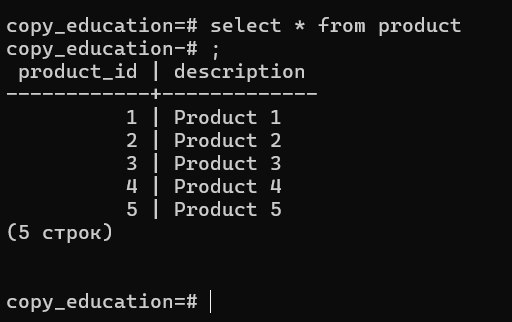 copy_education=# select * from product
copy_education-# ;
 product_id | description
------------+-------------
          1 | Product 1
          2 | Product 2
          3 | Product 3
          4 | Product 4
          5 | Product 5
(5 строк)
copy_education=#